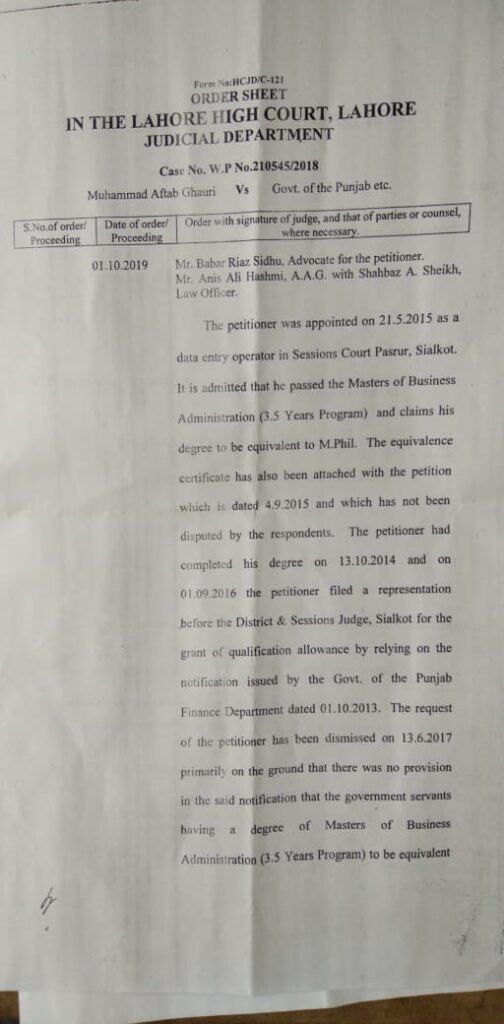 Form No:HCJD/C-121
ORDER SHEET
IN THE LAHORE HIGH COURT, LAHORE
JUDICIAL DEPARTMENT
Case No. W.P No.210545/2018
Muhammad Aftab Ghauri Vs Govt. of the Punjab etc.
S.No.of order/ Proceeding
Date of order/ Proceeding
Order with signature of judge, and that of parties or counsel, where necessary.
01.10.2019
Mr. Babar Riaz Sidhu, Advocate for the petitioner.
Mr. Anis Ali Hashmi, A.A.G. with Shahbaz A. Sheikh,
Law Officer.
The petitioner was appointed on 21.5.2015 as a
data entry operator in Sessions Court Pasrur, Sialkot.
It is admitted that he passed the Masters of Business
Administration (3.5 Years Program) and claims his
degree to be equivalent to M.Phil. The equivalence
certificate has also been attached with the petition
which is dated 4.9.2015 and which has not been
disputed by the respondents. The petitioner had
completed his degree on 13.10.2014 and on
01.09.2016 the petitioner filed a representation
before the District & Sessions Judge, Sialkot for the
grant of qualification allowance by relying on the
notification issued by the Govt. of the Punjab
Finance Department dated 01.10.2013. The request
of the petitioner has been dismissed on 13.6.2017
primarily on the ground that there was no provision
in the said notification that the government servants
having a degree of Masters of Business
Administration (3.5 Years Program) to be equivalent